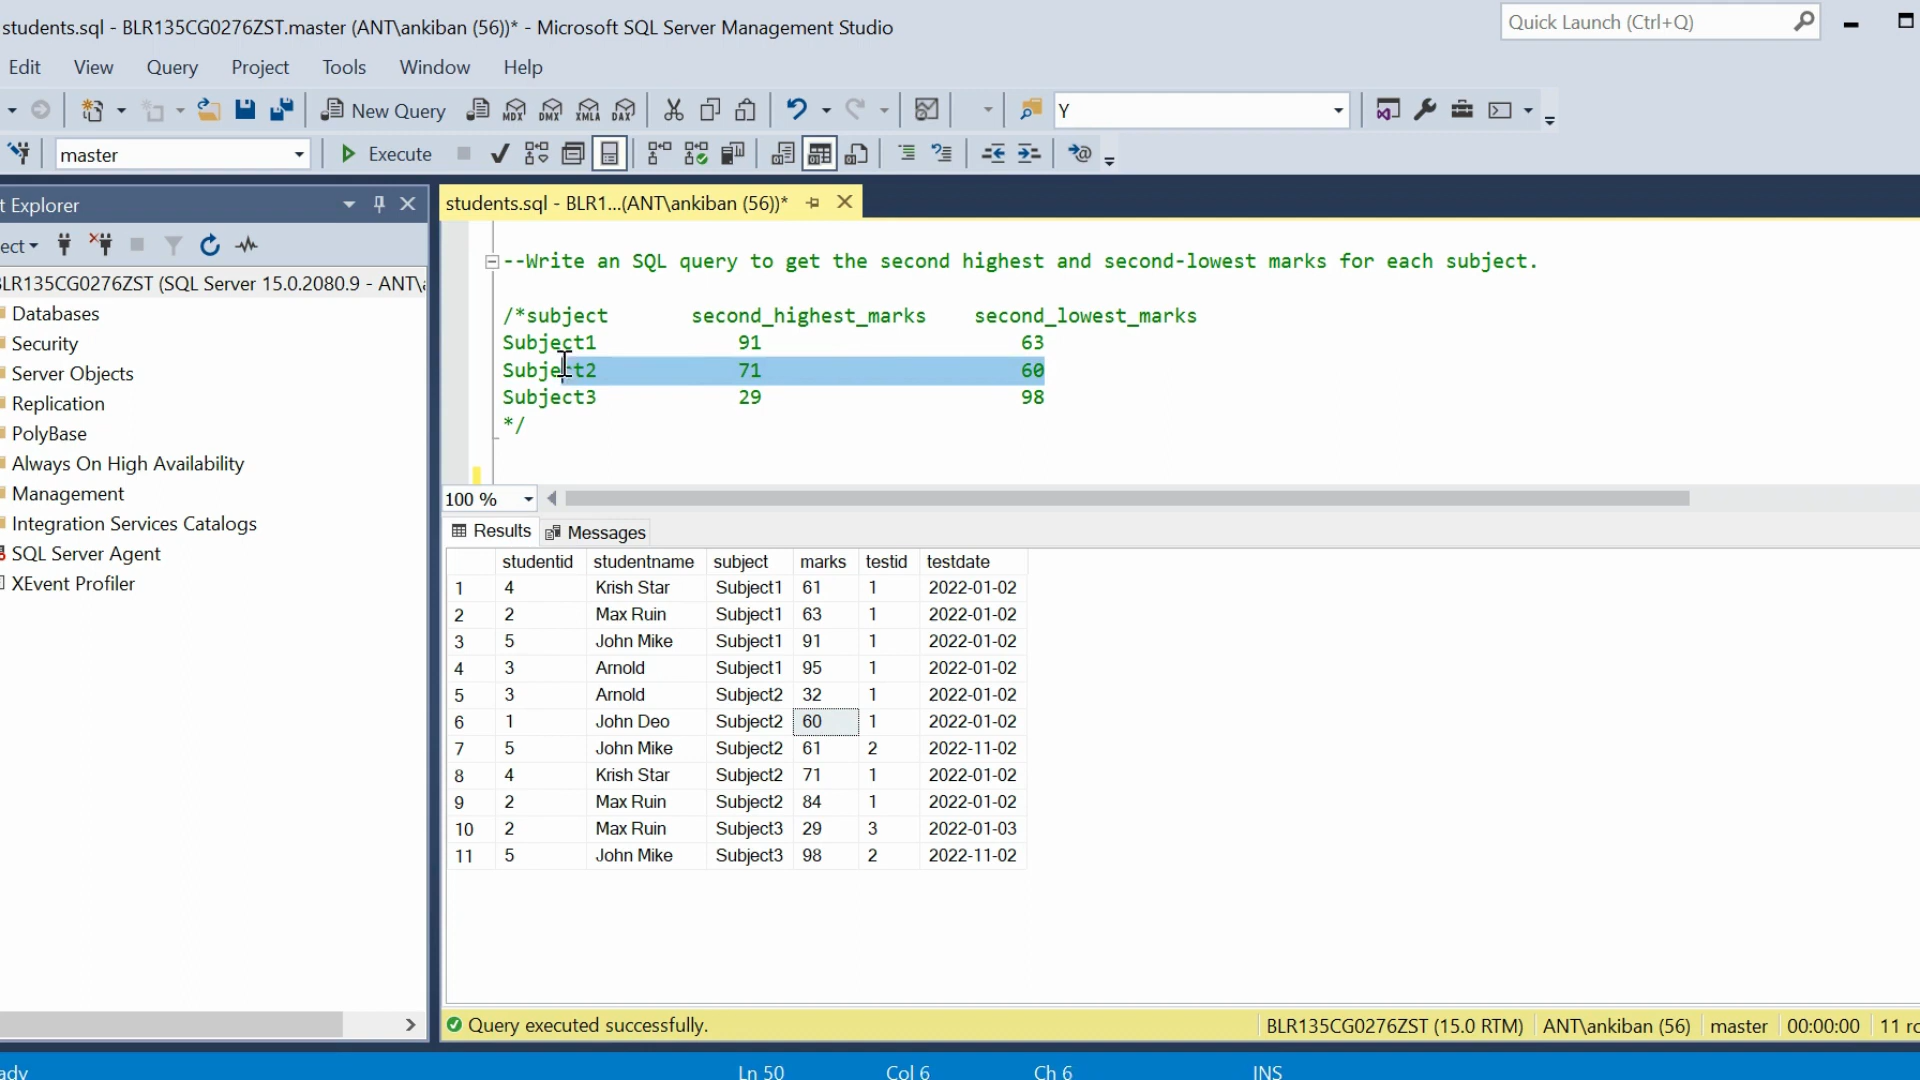 students.sql - BLR135CG0276ZST.master (ANT\ankiban (56))* - Microsoft SQL Server Management Studio
Quick Launch (Ctrl+Q)
Edit View Query Project Tools Window Help
New Query MDX DMX XMLA DAX Y
master Execute
t Explorer
students.sql - BLR1...(ANT\ankiban (56))*
ect
BLR135CG0276ZST (SQL Server 15.0.2080.9 - ANT\
Databases
Security
Server Objects
Replication
PolyBase
Always On High Availability
Management
Integration Services Catalogs
SQL Server Agent
XEvent Profiler
--Write an SQL query to get the second highest and second-lowest marks for each subject.
/*subject second_highest_marks second_lowest_marks
Subject1 91 63
Subject2 71 60
Subject3 29 98
*/
100 %
Results Messages
studentid studentname subject marks testid testdate
1 4 Krish Star Subject1 61 1 2022-01-02
2 2 Max Ruin Subject1 63 1 2022-01-02
3 5 John Mike Subject1 91 1 2022-01-02
4 3 Arnold Subject1 95 1 2022-01-02
5 3 Arnold Subject2 32 1 2022-01-02
6 1 John Deo Subject2 60 1 2022-01-02
7 5 John Mike Subject2 61 2 2022-11-02
8 4 Krish Star Subject2 71 1 2022-01-02
9 2 Max Ruin Subject2 84 1 2022-01-02
10 2 Max Ruin Subject3 29 3 2022-01-03
11 5 John Mike Subject3 98 2 2022-11-02
Query executed successfully.
BLR135CG0276ZST (15.0 RTM) ANT\ankiban (56) master 00:00:00 11 ro
ady Ln 50 Col 6 Ch 6 INS